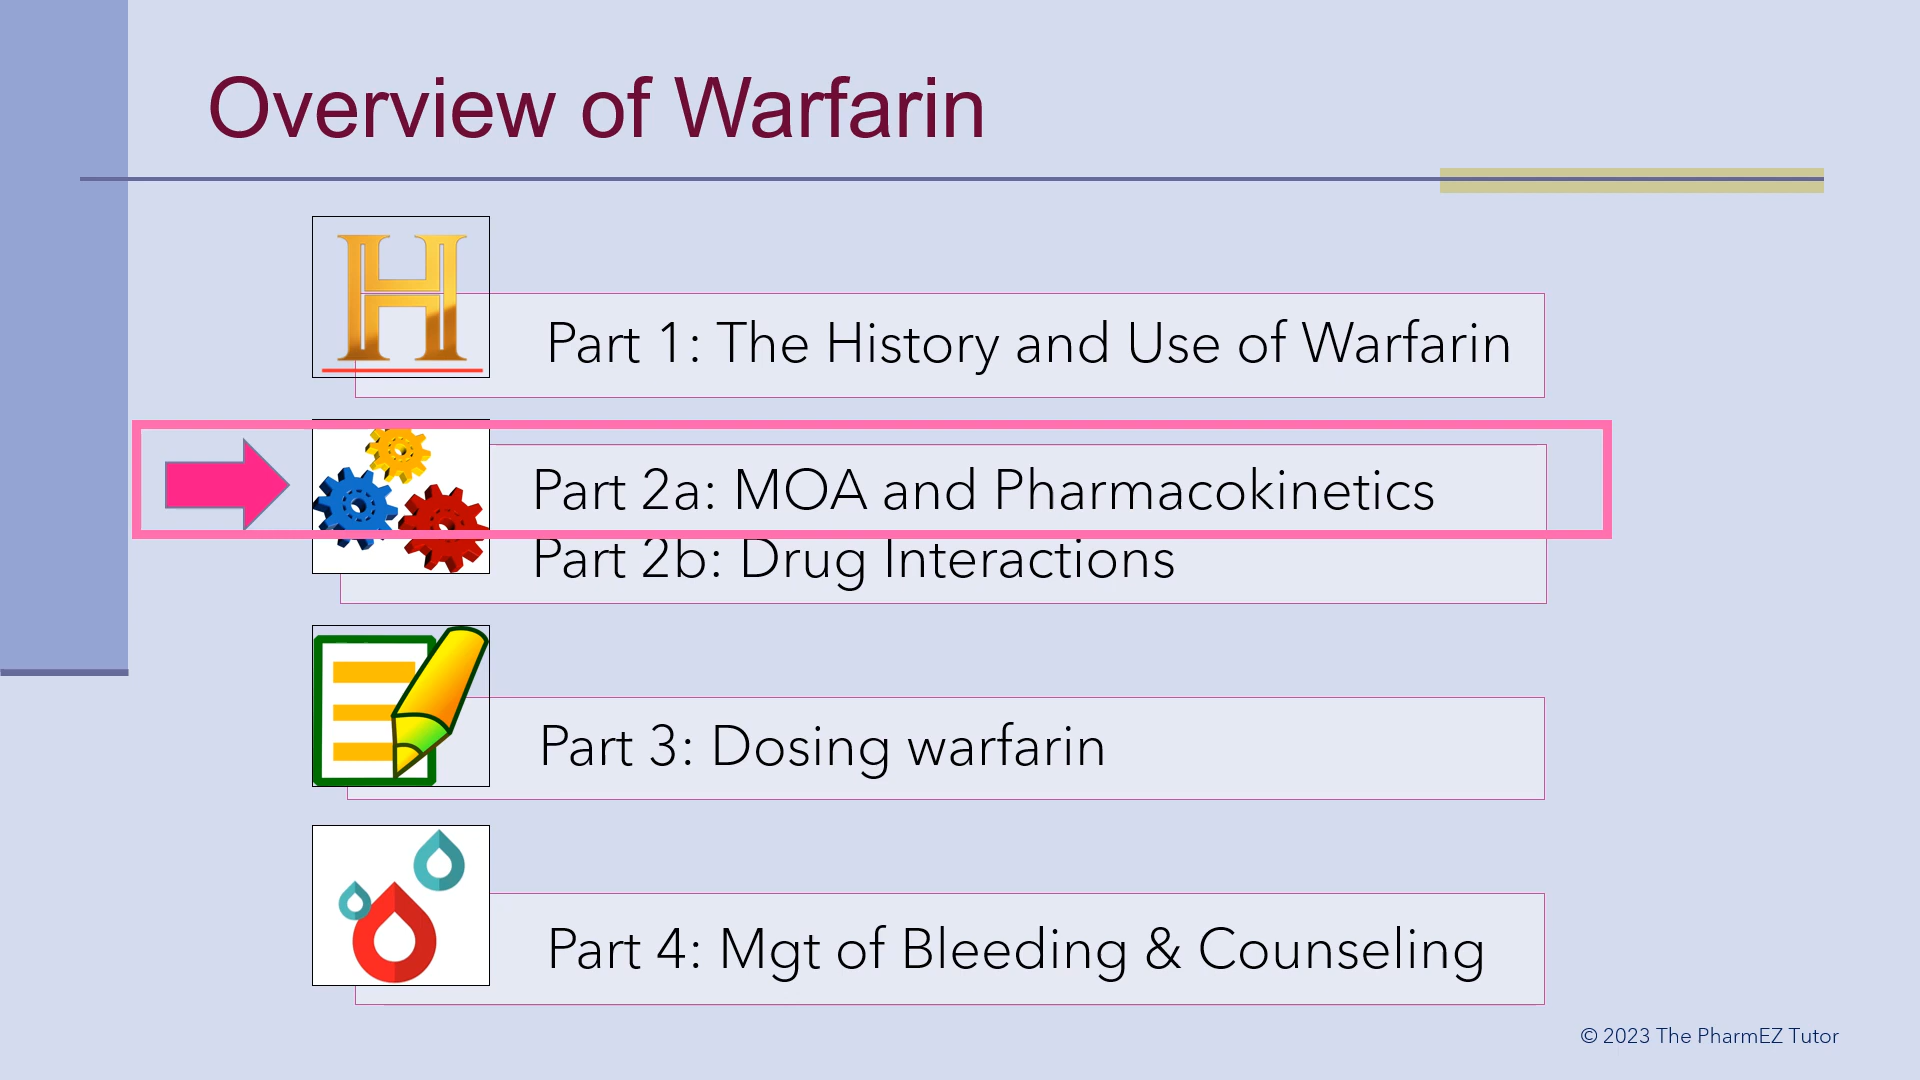 Overview of Warfarin
H
Part 1: The History and Use of Warfarin
Part 2a: MOA and Pharmacokinetics
Part 2b: Drug Interactions
Part 3: Dosing warfarin
Part 4: Mgt of Bleeding & Counseling
© 2023 The PharmEZ Tutor